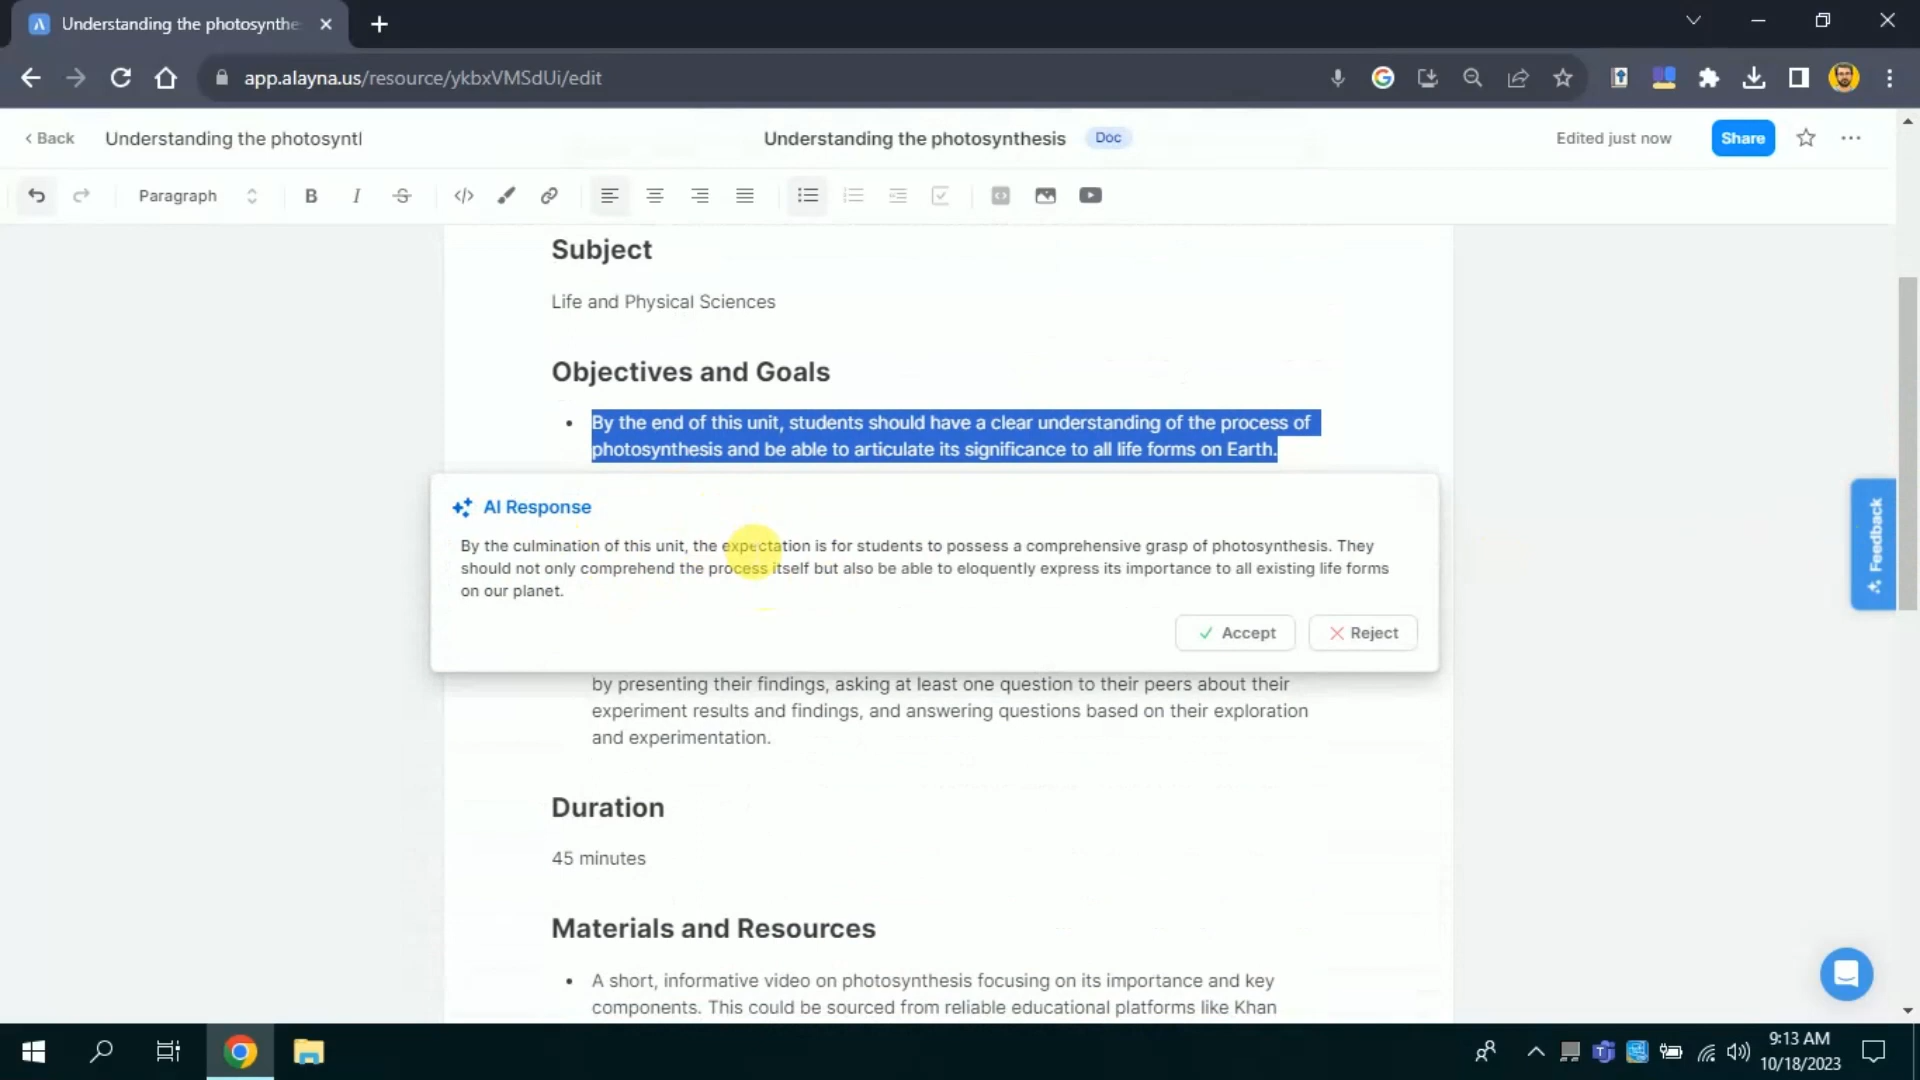 Understanding the photosynthe
app.alayna.us/resource/ykbxVMSdUi/edit
Back
Understanding the photosyntl
Understanding the photosynthesis
Doc
Edited just now
Share
Paragraph
Subject
Life and Physical Sciences
Objectives and Goals
• By the end of this unit, students should have a clear understanding of the process of
photosynthesis and be able to articulate its significance to all life forms on Earth.
AI Response
By the culmination of this unit, the expectation is for students to possess a comprehensive grasp of photosynthesis. They
should not only comprehend the process itself but also be able to eloquently express its importance to all existing life forms
on our planet.
Accept
Reject
by presenting their findings, asking at least one question to their peers about their
experiment results and findings, and answering questions based on their exploration
and experimentation.
Duration
45 minutes
Materials and Resources
• A short, informative video on photosynthesis focusing on its importance and key
components. This could be sourced from reliable educational platforms like Khan
Feedback
9:13 AM
10/18/2023